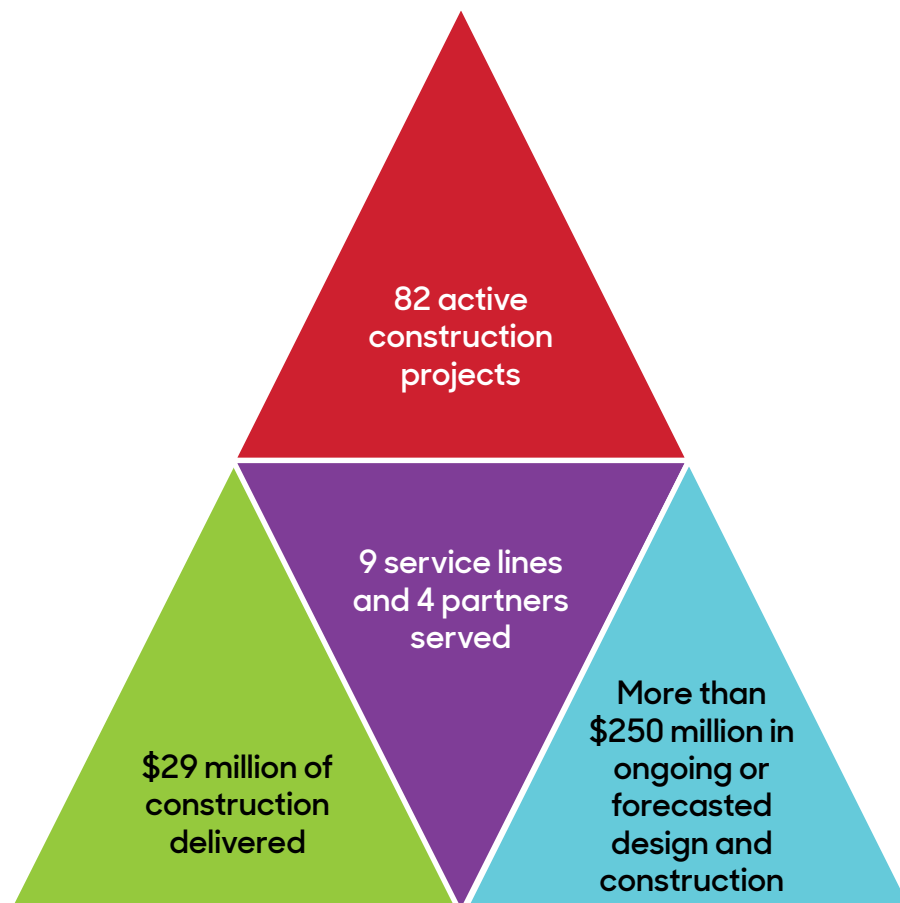 82 active
construction
projects
9 service lines
and 4 partners
served
$29 million of
construction
delivered
More than
$250 million in
ongoing or
forecasted
design and
construction